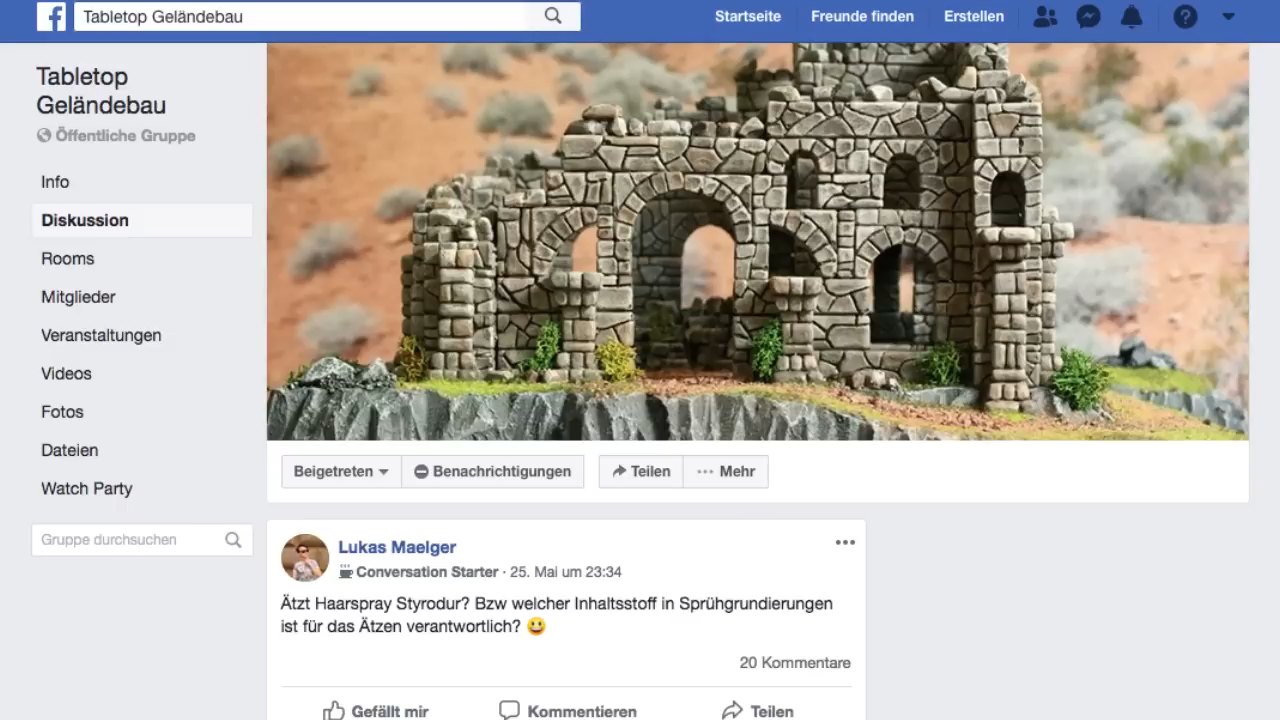 Tabletop Geländebau
Startseite
Freunde finden
Erstellen
Tabletop
Geländebau
Öffentliche Gruppe
Info
Diskussion
Rooms
Mitglieder
Veranstaltungen
Videos
Fotos
Dateien
Watch Party
Gruppe durchsuchen
Beigetreten
Benachrichtigungen
Teilen
Mehr
Lukas Maelger
Conversation Starter · 25. Mai um 23:34
Ätzt Haarspray Styrodur? Bzw welcher Inhaltsstoff in Sprühgrundierungen
ist für das Ätzen verantwortlich? 😀
20 Kommentare
Gefällt mir
Kommentieren
Teilen